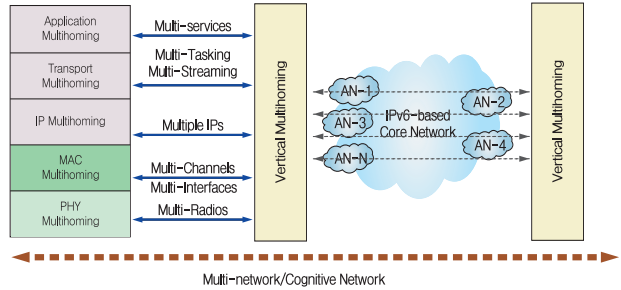 Application
Multihoming
Multi-services
Transport
Multihoming
Multi-Tasking
Multi-Streaming
IP Multihoming
Multiple IPs
MAC
Multihoming
Multi-Channels
Multi-Interfaces
PHY
Multihoming
Multi-Radios
Vertical Multihoming
AN-1
AN-2
IPv6-based
AN-3
Core Network
AN-4
AN-N
Vertical Multihoming
Multi-network/Cognitive Network